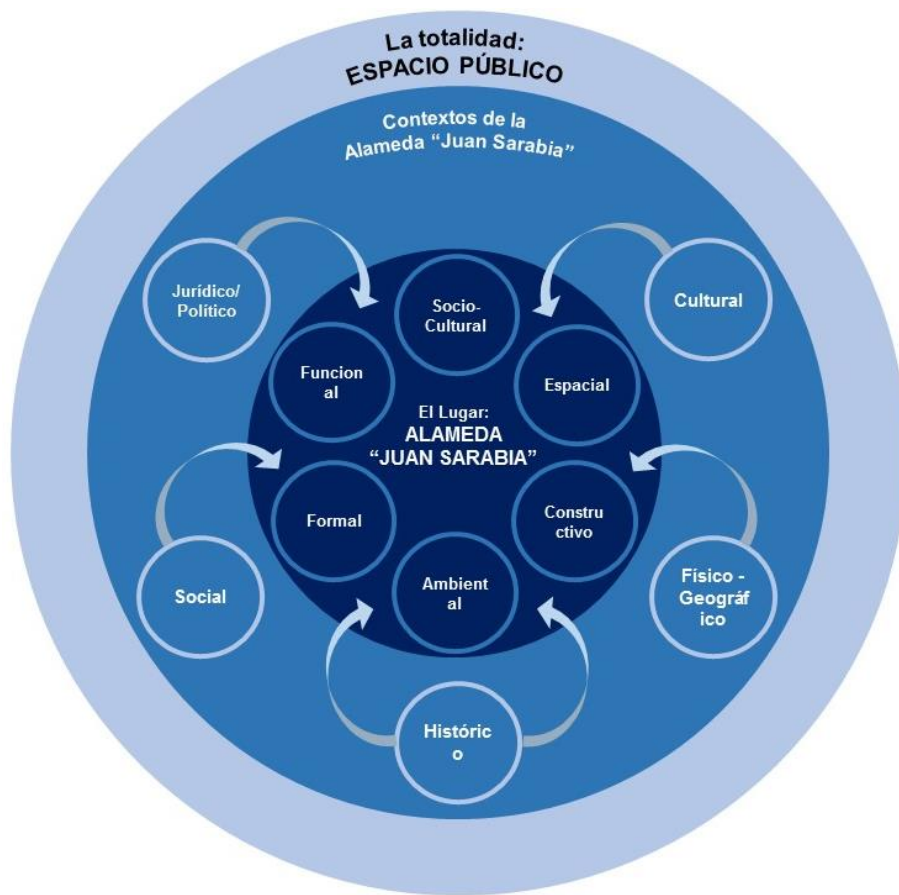 La totalidad:
ESPACIO PÚBLICO
Contextos de la
Alameda “Juan Sarabia”
Jurídico/
Político
Socio-
Cultural
Cultural
Funcion
al
Espacial
El Lugar:
ALAMEDA
“JUAN SARABIA”
Formal
Constru
ctivo
Social
Ambient
al
Físico -
Geográf
ico
Históric
o